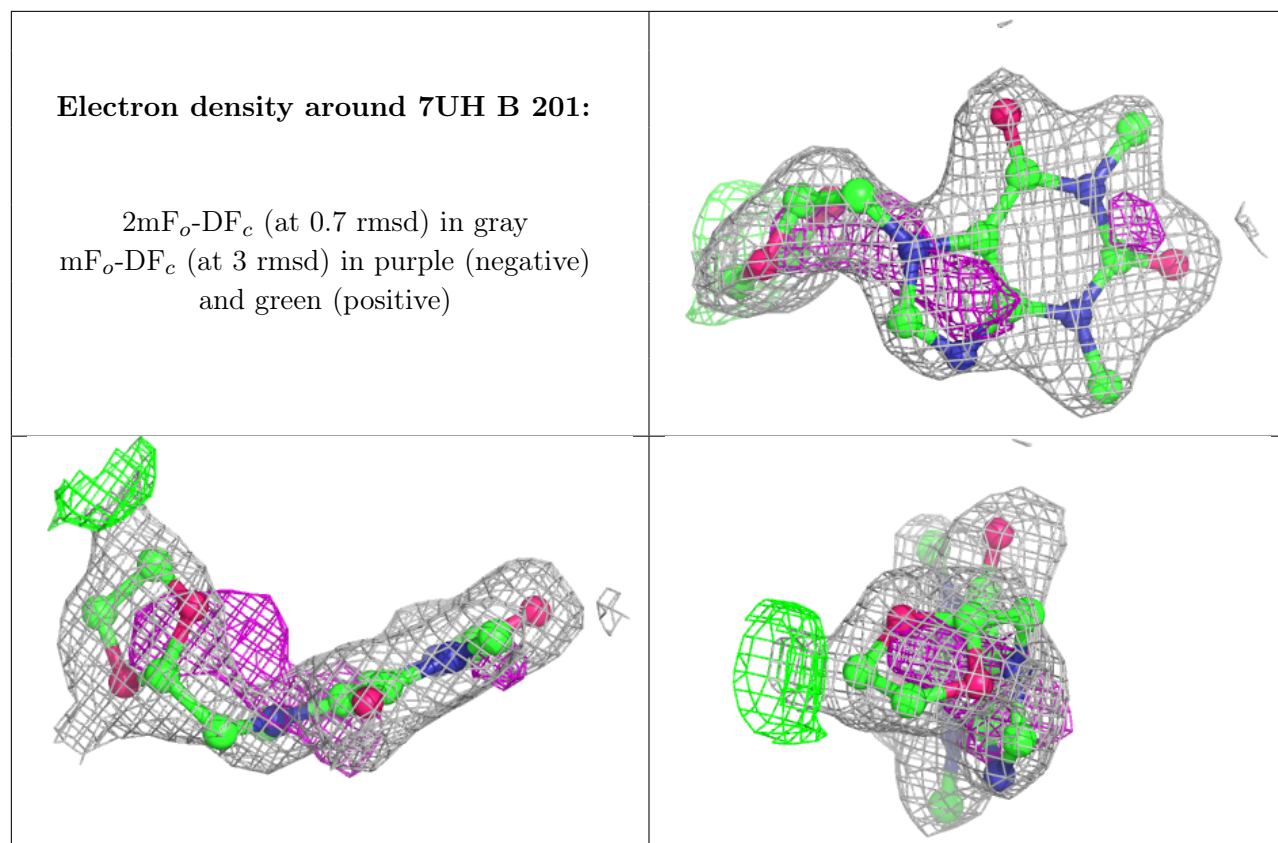 Electron density around 7UH B 201:
2mFo-DFc (at 0.7 rmsd) in gray
mFo-DFc (at 3 rmsd) in purple (negative)
and green (positive)